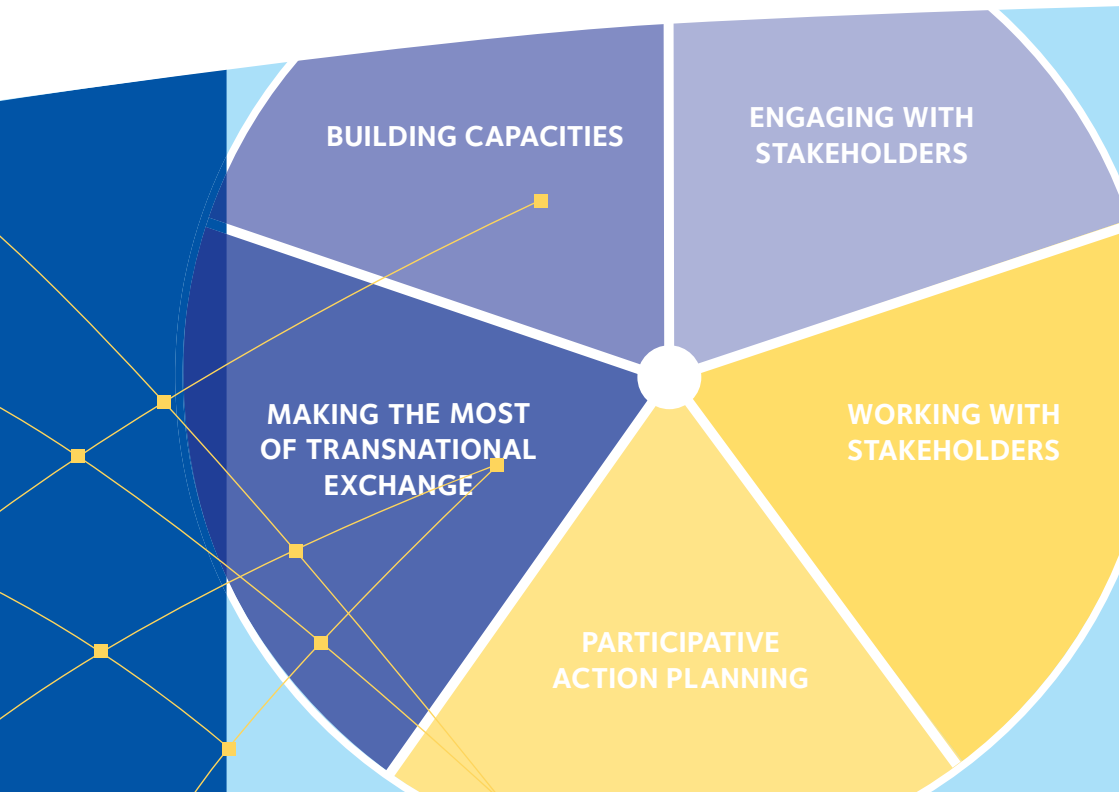 BUILDING CAPACITIES
ENGAGING WITH
STAKEHOLDERS
MAKING THE MOST
OF TRANSNATIONAL
EXCHANGE
WORKING WITH
STAKEHOLDERS
PARTICIPATIVE
ACTION PLANNING